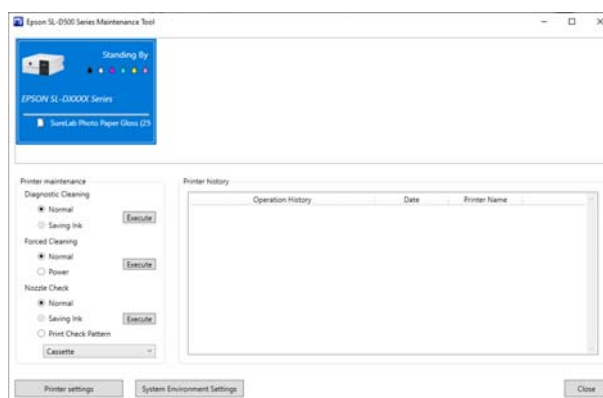 Epson SL-D500 Series Maintenance Tool
Standing By
EPSON SL-DXXXX Series
SureLab Photo Paper Gloss (25
Printer maintenance
Diagnostic Cleaning
Normal
Saving Ink
Execute
Forced Cleaning
Normal
Power
Execute
Nozzle Check
Normal
Saving Ink
Execute
Print Check Pattern
Cassette
Printer history
Operation History Date Printer Name
Printer settings System Environment Settings Close